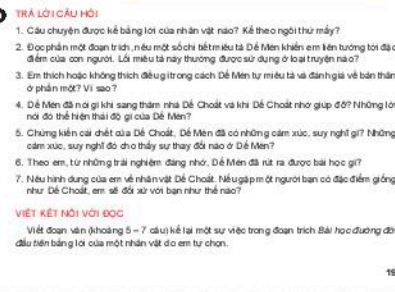 TRẢ LỜI CÂU HỎI
1. Câu chuyện được kể bằng lời của nhân vật nào? Kể theo ngôi thứ mấy?
2. Đọc phần một đoạn trích, nêu một số chi tiết miêu tả Dế Mèn khiến em liên tưởng tới đặc
điểm của con người. Lối miêu tả này thường được sử dụng ở loại truyện nào?
3. Em thích hoặc không thích điều gì trong cách Dế Mèn tự miêu tả và đánh giá về bản thân
ở phần một? Vì sao?
4. Dế Mèn đã nói gì khi sang thăm nhà Dế Choắt và khi Dế Choắt nhờ giúp đỡ? Những lời
nói đó thể hiện thái độ gì của Dế Mèn?
5. Chứng kiến cái chết của Dế Choắt, Dế Mèn đã có những cảm xúc, suy nghĩ gì? Những
cảm xúc, suy nghĩ đó cho thấy sự thay đổi nào ở Dế Mèn?
6. Theo em, từ những trải nghiệm đáng nhớ, Dế Mèn đã rút ra được bài học gì?
7. Nêu hình dung của em về nhân vật Dế Choắt. Nếu gặp một người bạn có đặc điểm giống
như Dế Choắt, em sẽ đối xử với bạn như thế nào?
VIẾT KẾT NỐI VỚI ĐỌC
Viết đoạn văn (khoảng 5 – 7 câu) kể lại một sự việc trong đoạn trích Bài học đường đời
đầu tiên bằng lời của một nhân vật do em tự chọn.
19